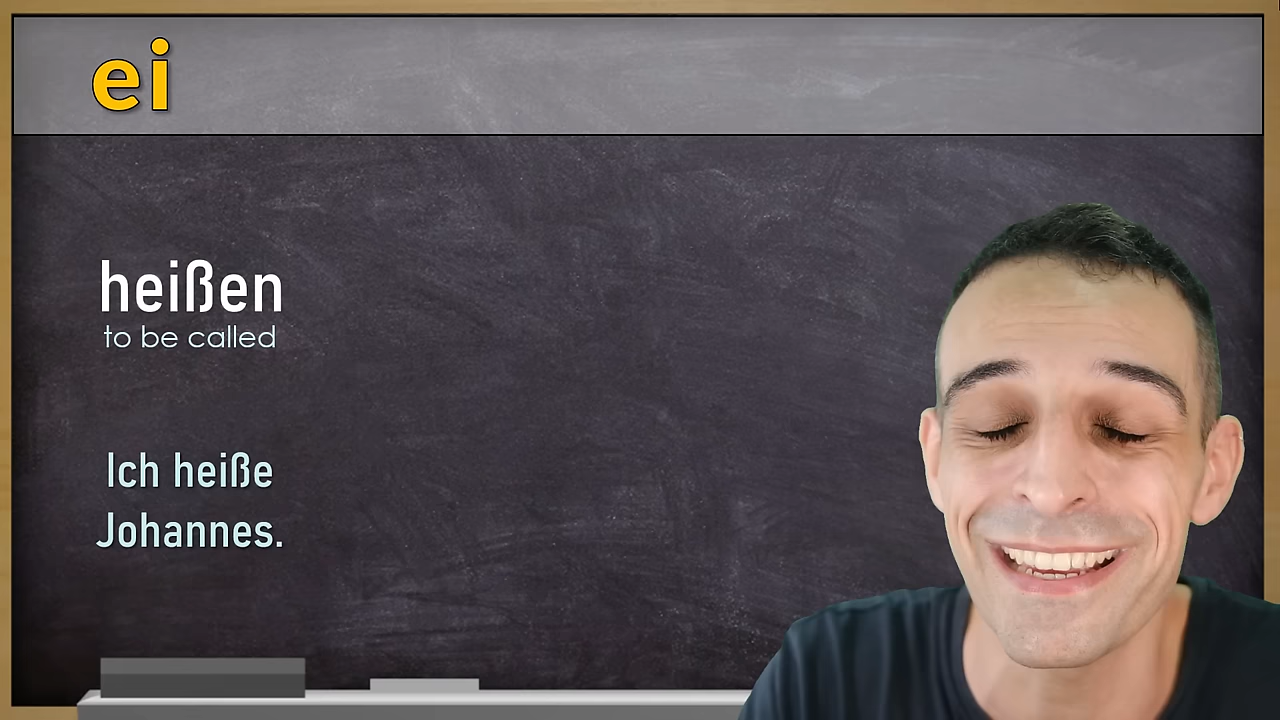 ei
heißen
to be called
Ich heiße
Johannes.